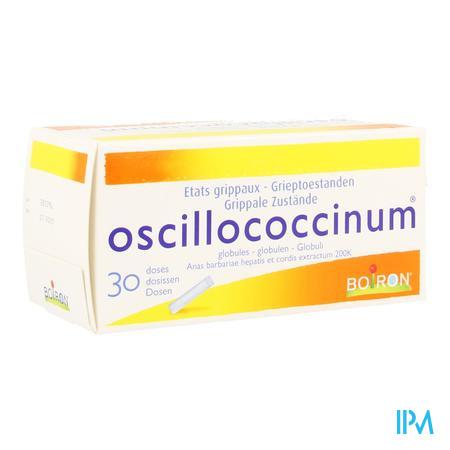 Etats grippaux - Grieptoestanden
Grippale Zustände
oscillococcinum®
globules - globulen - Globuli
Anas barbariae hepatis et cordis extractum 200K
30 doses
dosissen
Dosen
BOIRON
BOIRON
IPM